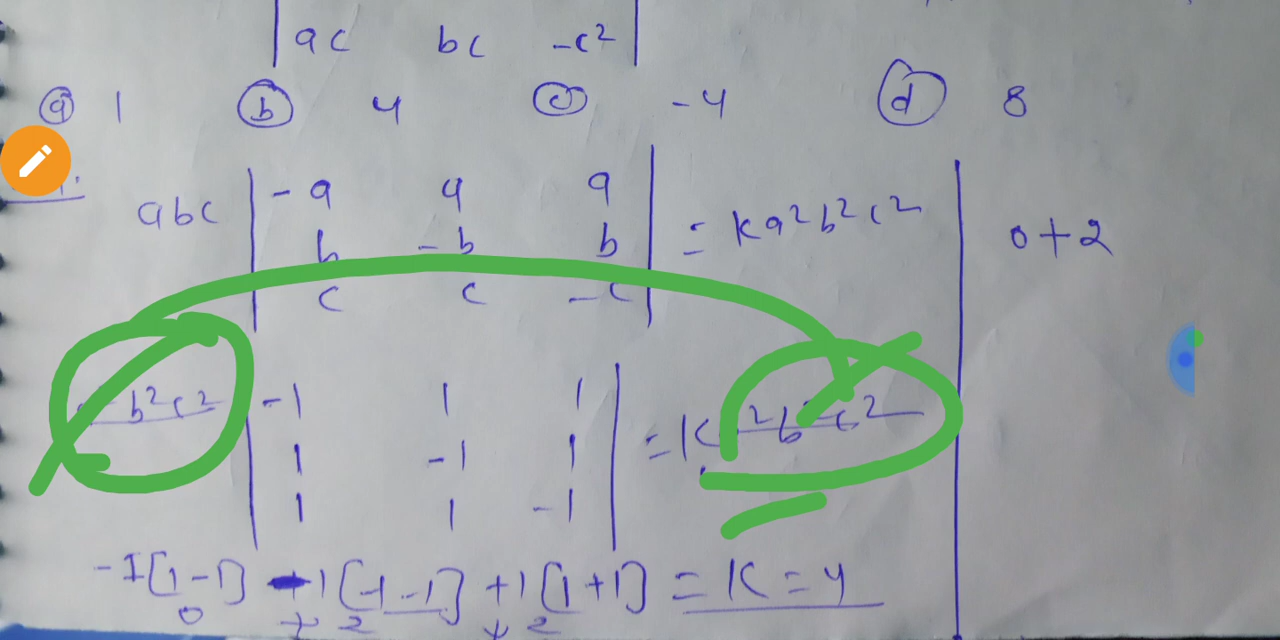 | ac bc -c² |
ⓐ 1 ⓑ 4 ⓒ -4 ⓓ 8
abc | -a a a | = ka²b²c² | 0+2
| b -b b |
| c c -c |
b²c² | -1 1 1 | = K ²b²c²
| 1 -1 1 |
| 1 1 -1 |
-1[1-1] -1[-1-1] +1[1+1] = K = 4
0 + 2 + 2